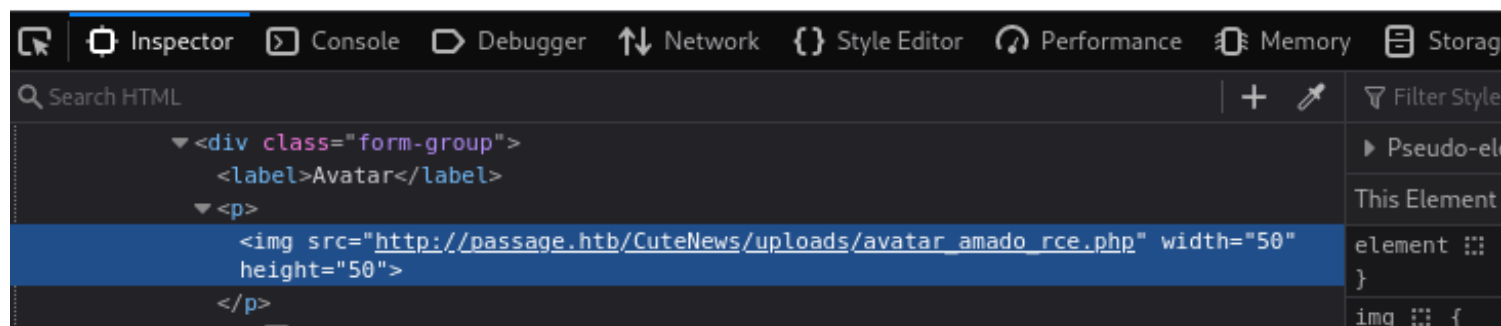 Inspector Console Debugger Network {} Style Editor Performance Memory Storag
Search HTML + Filter Style
<div class="form-group">
Pseudo-el
<label>Avatar</label>
<p>
This Element
<img src="http://passage.htb/CuteNews/uploads/avatar_amado_rce.php" width="50"
element
height="50">
}
</p>
img {